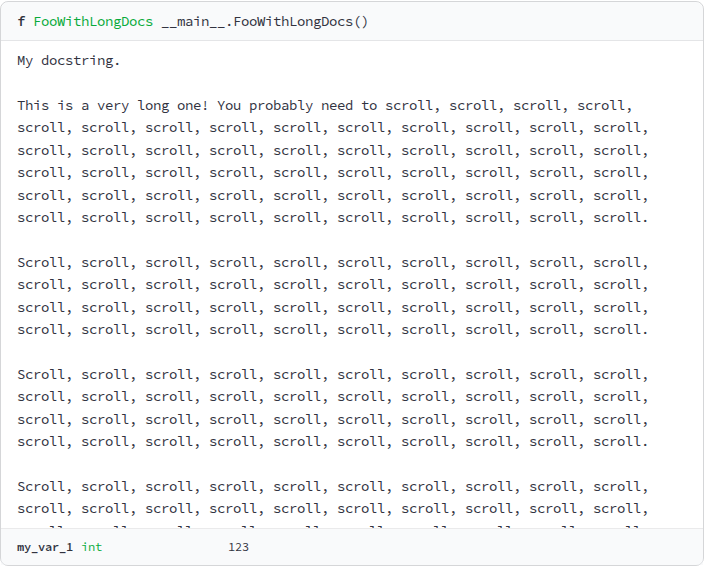 f FooWithLongDocs __main__.FooWithLongDocs()
My docstring.
This is a very long one! You probably need to scroll, scroll, scroll, scroll,
scroll, scroll, scroll, scroll, scroll, scroll, scroll, scroll, scroll, scroll,
scroll, scroll, scroll, scroll, scroll, scroll, scroll, scroll, scroll, scroll,
scroll, scroll, scroll, scroll, scroll, scroll, scroll, scroll, scroll, scroll,
scroll, scroll, scroll, scroll, scroll, scroll, scroll, scroll, scroll, scroll,
scroll, scroll, scroll, scroll, scroll, scroll, scroll, scroll, scroll, scroll.
Scroll, scroll, scroll, scroll, scroll, scroll, scroll, scroll, scroll, scroll,
scroll, scroll, scroll, scroll, scroll, scroll, scroll, scroll, scroll, scroll,
scroll, scroll, scroll, scroll, scroll, scroll, scroll, scroll, scroll, scroll,
scroll, scroll, scroll, scroll, scroll, scroll, scroll, scroll, scroll, scroll.
Scroll, scroll, scroll, scroll, scroll, scroll, scroll, scroll, scroll, scroll,
scroll, scroll, scroll, scroll, scroll, scroll, scroll, scroll, scroll, scroll,
scroll, scroll, scroll, scroll, scroll, scroll, scroll, scroll, scroll, scroll,
scroll, scroll, scroll, scroll, scroll, scroll, scroll, scroll, scroll, scroll.
Scroll, scroll, scroll, scroll, scroll, scroll, scroll, scroll, scroll, scroll,
scroll, scroll, scroll, scroll, scroll, scroll, scroll, scroll, scroll, scroll,
my_var_1 int 123